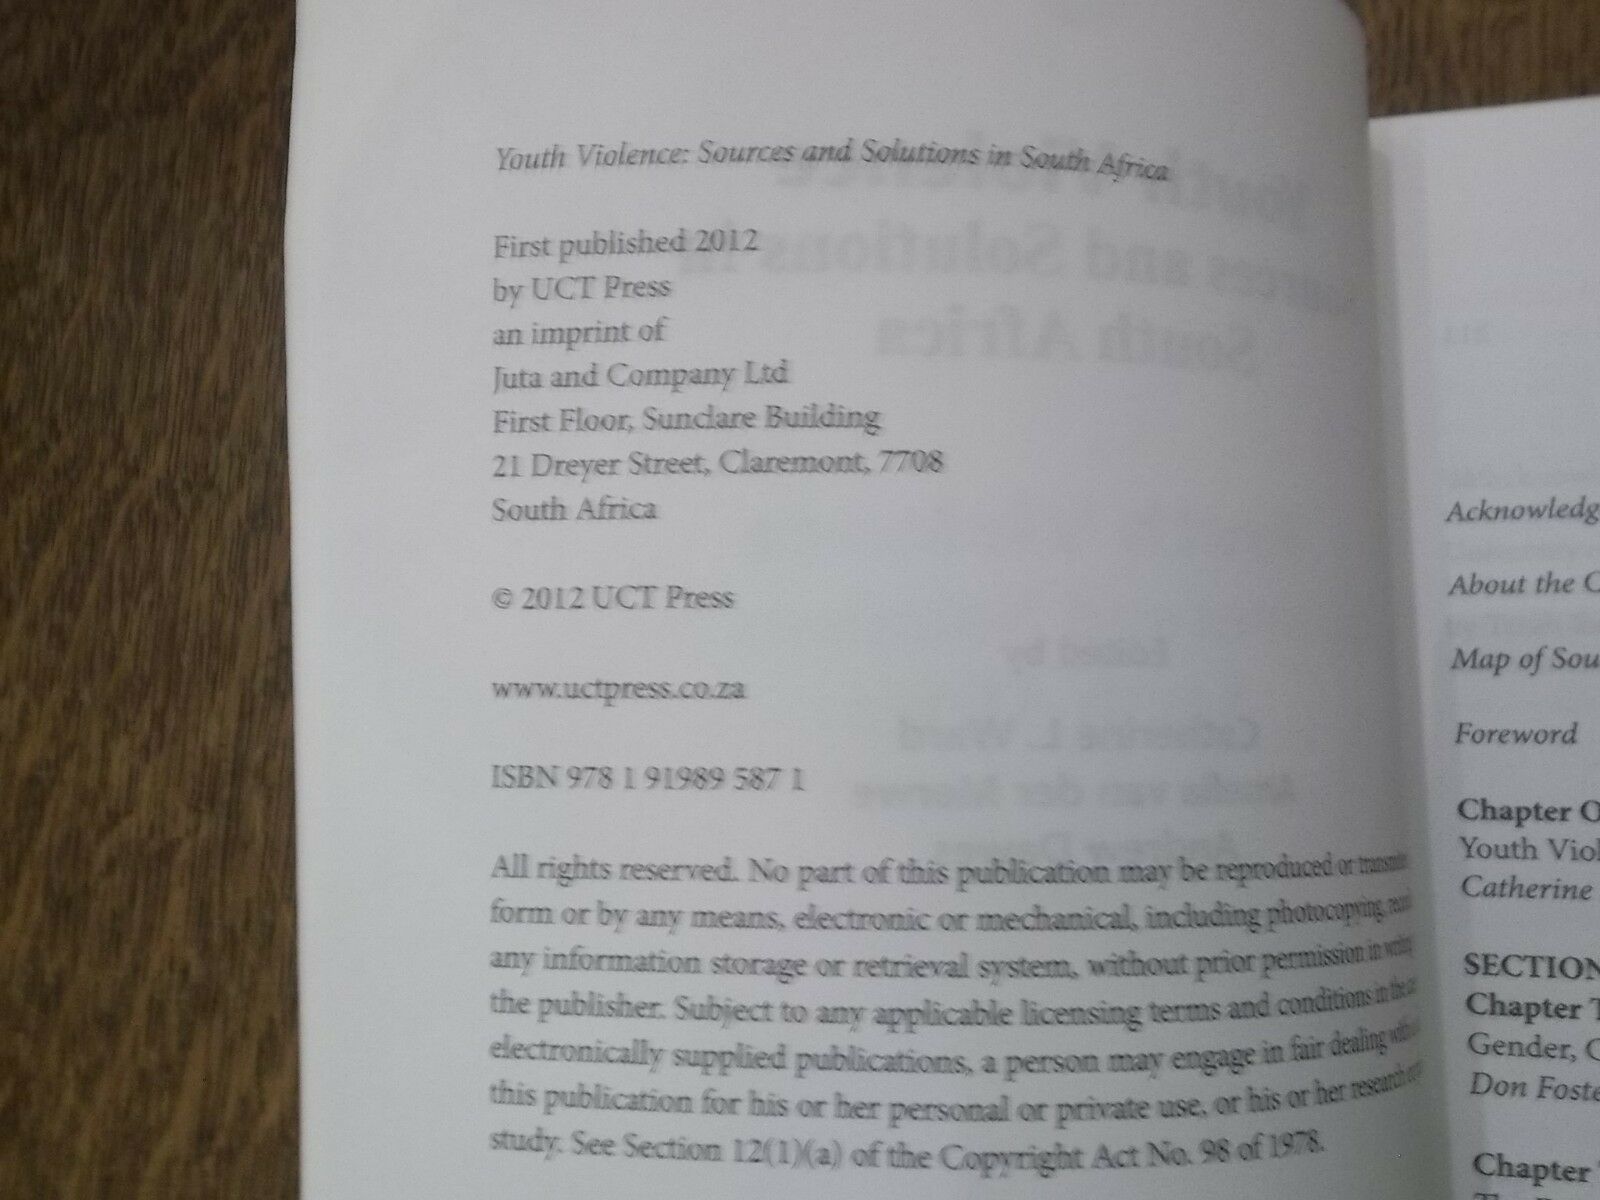 Youth Violence: Sources and Solutions in South Africa
First published 2012
by UCT Press
an imprint of
Juta and Company Ltd
First Floor, Sunclare Building
21 Dreyer Street, Claremont, 7708
South Africa
© 2012 UCT Press
www.uctpress.co.za
ISBN 978 1 91989 587 1
All rights reserved. No part of this publication may be reproduced or
form or by any means, electronic or mechanical, including photocopying,
any information storage or retrieval system, without prior permission in writing
the publisher. Subject to any applicable licensing terms and conditions in the
electronically supplied publications, a person may engage in fair dealing
this publication for his or her personal or private use, or his or her research
study. See Section 12(1)(a) of the Copyright Act No. 98 of 1978.
Acknowledg
About the C
Map of Sou
Foreword
Chapter O
Youth Viol
Catherine
SECTION
Chapter T
Gender, C
Don Foste
Chapter